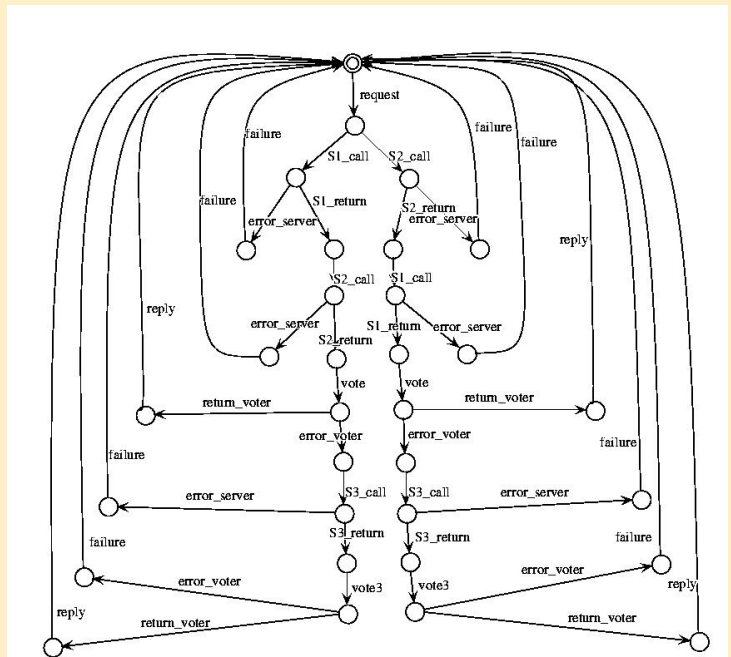 request
S1_call
S2_call
failure
failure
failure
failure
S1_return
S2_return
error_server
error_server
reply
S2_call
S1_call
reply
error_server
S1_return
error_server
S2_return
vote
vote
return_voter
return_voter
error_voter
error_voter
failure
failure
S3_call
S3_call
error_server
error_server
S3_return
S3_return
failure
failure
error_voter
vote3
vote3
error_voter
reply
reply
return_voter
return_voter